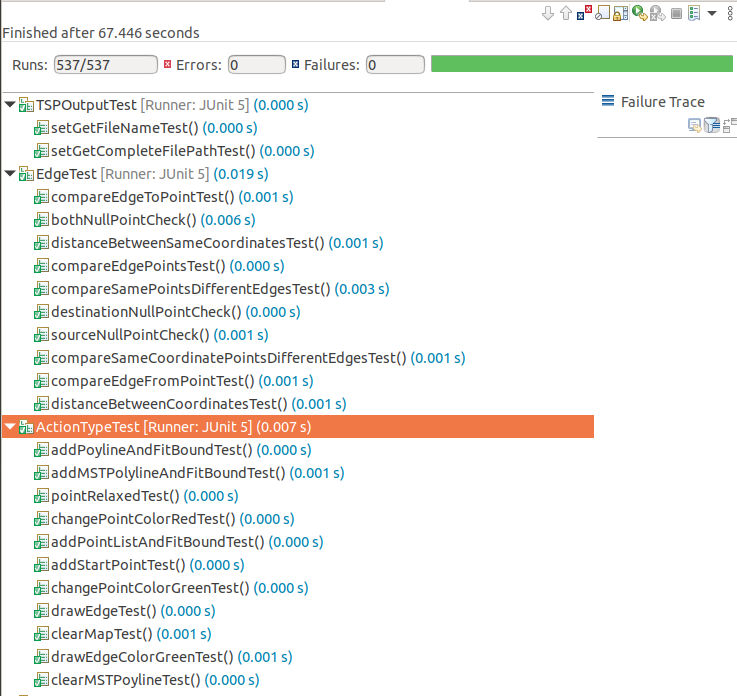 Finished after 67.446 seconds
Runs: 537/537 Errors: 0 Failures: 0
TSPOutputTest [Runner: JUnit 5] (0.000 s)
Failure Trace
setGetFileNameTest() (0.000 s)
setGetCompleteFilePathTest() (0.000 s)
EdgeTest [Runner: JUnit 5] (0.019 s)
compareEdgeToPointTest() (0.001 s)
bothNullPointCheck() (0.006 s)
distanceBetweenSameCoordinatesTest() (0.001 s)
compareEdgePointsTest() (0.000 s)
compareSamePointsDifferentEdgesTest() (0.003 s)
destinationNullPointCheck() (0.000 s)
sourceNullPointCheck() (0.001 s)
compareSameCoordinatePointsDifferentEdgesTest() (0.001 s)
compareEdgeFromPointTest() (0.001 s)
distanceBetweenCoordinatesTest() (0.001 s)
ActionTypeTest [Runner: JUnit 5] (0.007 s)
addPoylineAndFitBoundTest() (0.000 s)
addMSTPolylineAndFitBoundTest() (0.001 s)
pointRelaxedTest() (0.000 s)
changePointColorRedTest() (0.000 s)
addPointListAndFitBoundTest() (0.000 s)
addStartPointTest() (0.000 s)
changePointColorGreenTest() (0.000 s)
drawEdgeTest() (0.000 s)
clearMapTest() (0.001 s)
drawEdgeColorGreenTest() (0.001 s)
clearMSTPoylineTest() (0.000 s)